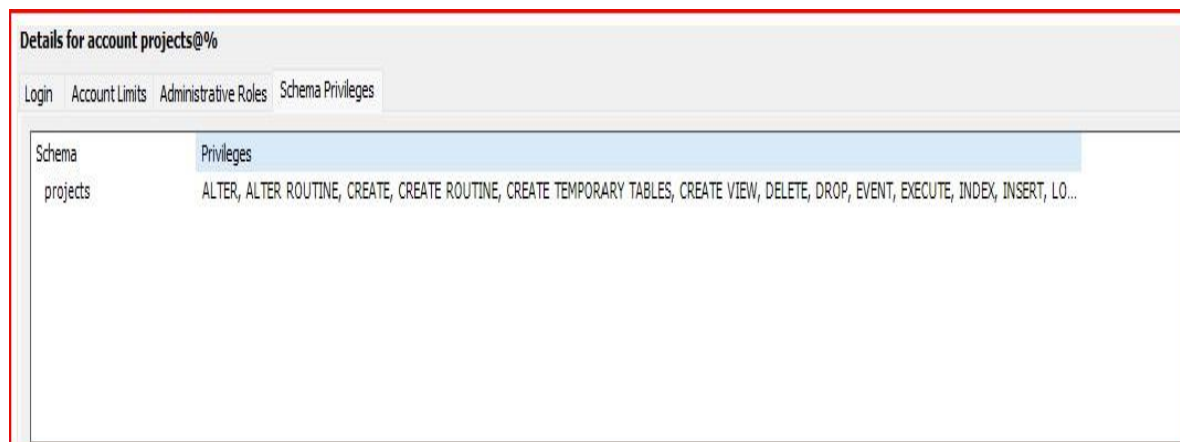 Details for account projects@%
Login Account Limits Administrative Roles Schema Privileges
Schema Privileges
projects ALTER, ALTER ROUTINE, CREATE, CREATE ROUTINE, CREATE TEMPORARY TABLES, CREATE VIEW, DELETE, DROP, EVENT, EXECUTE, INDEX, INSERT, LO...